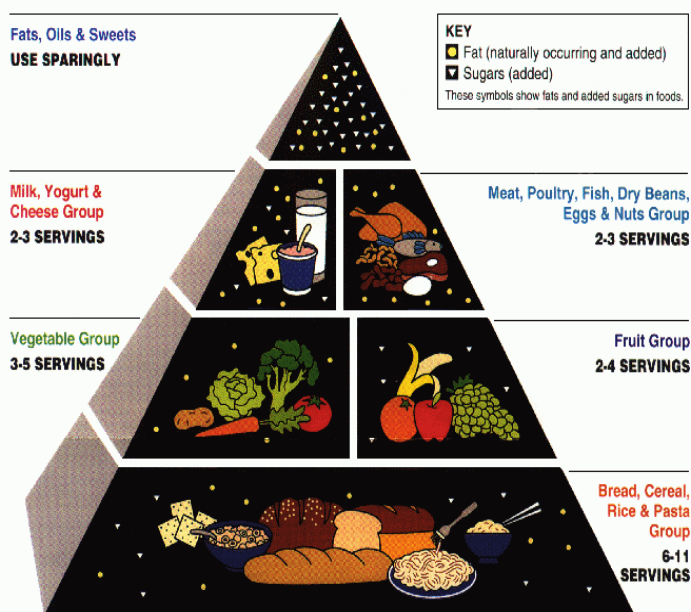 Fats, Oils & Sweets
USE SPARINGLY
KEY
Fat (naturally occurring and added)
Sugars (added)
These symbols show fats and added sugars in foods.
Milk, Yogurt &
Cheese Group
2-3 SERVINGS
Meat, Poultry, Fish, Dry Beans,
Eggs & Nuts Group
2-3 SERVINGS
Vegetable Group
3-5 SERVINGS
Fruit Group
2-4 SERVINGS
Bread, Cereal,
Rice & Pasta
Group
6-11
SERVINGS